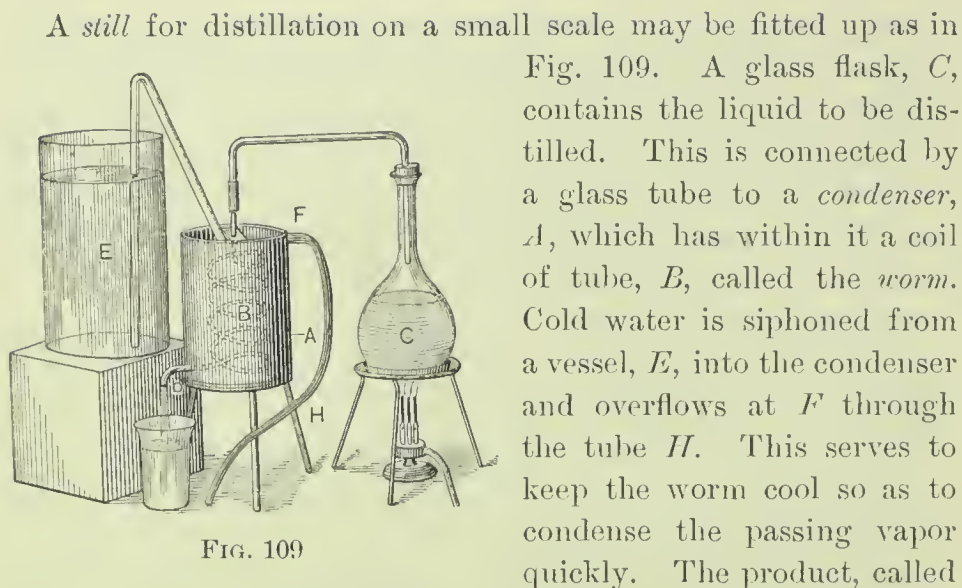 A still for distillation on a small scale may be fitted up as in
Fig. 109. A glass flask, C,
contains the liquid to be dis-
tilled. This is connected by
a glass tube to a condenser,
A, which has within it a coil
of tube, B, called the worm.
Cold water is siphoned from
a vessel, E, into the condenser
and overflows at F through
the tube H. This serves to
keep the worm cool so as to
condense the passing vapor
quickly. The product, called
E
F
B
A
C
D
H
Fig. 109